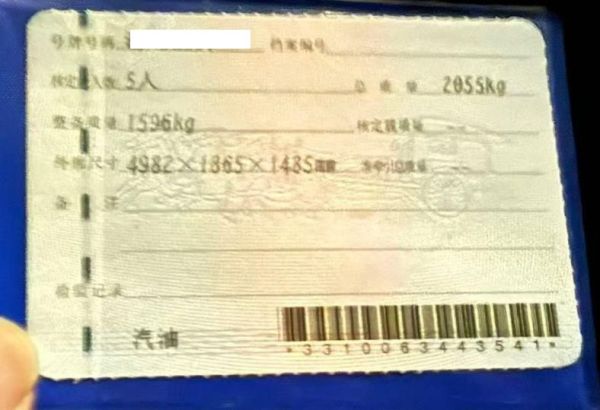 号牌号码 档案编号
核定人数 5人 总质量 2055kg
整备质量 1596kg 核定载质量 --
外廓尺寸 4982×1865×1485mm 准牵引总质量 --
备 注
检验记录
汽油
*3310063443541*